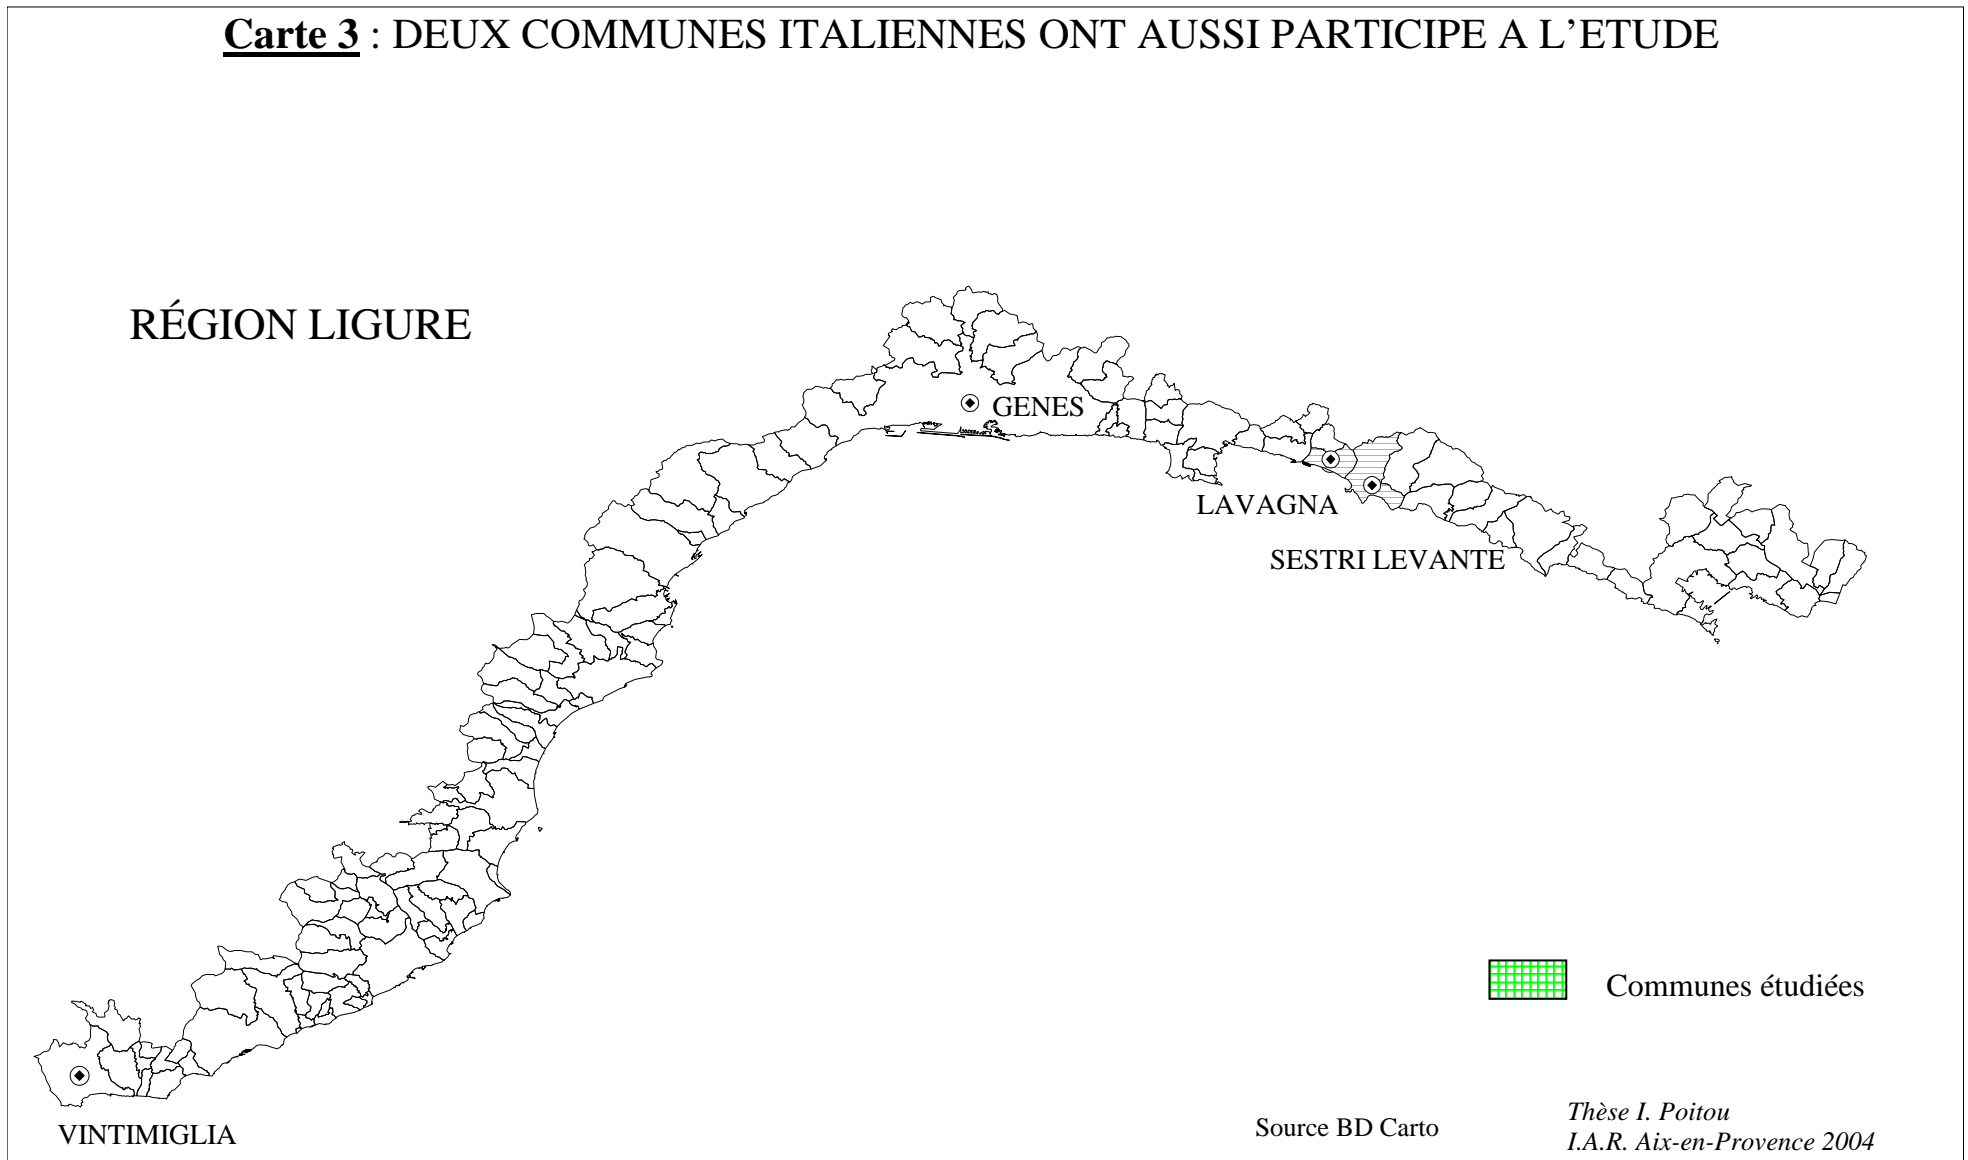 Carte 3 : DEUX COMMUNES ITALIENNES ONT AUSSI PARTICIPE A L'ETUDE
RÉGION LIGURE
GENES
LAVAGNA
SESTRI LEVANTE
Communes étudiées
VINTIMIGLIA
Source BD Carto
Thèse I. Poitou
I.A.R. Aix-en-Provence 2004